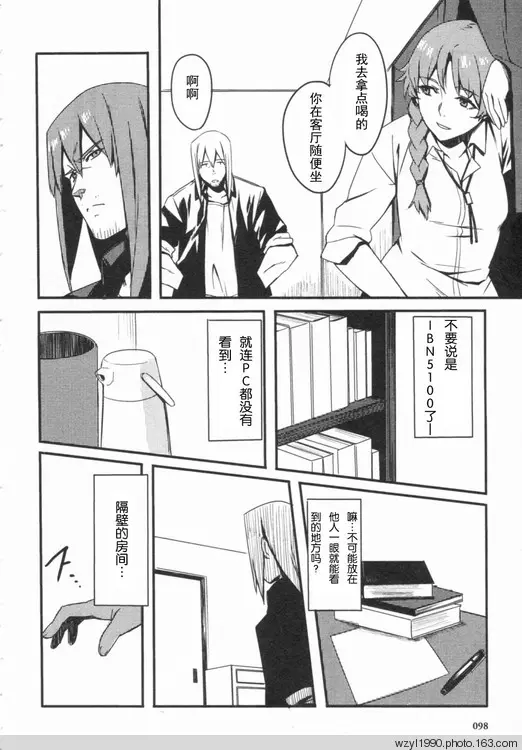 我去拿点喝的
你在客厅随便坐
啊啊
不要说是
IBN5100了ー
就连PC都没有
看到…
嘛…不可能放在
他人一眼就能看
到的地方吗?
隔壁的房间…
098
wzyl1990.photo.163.com